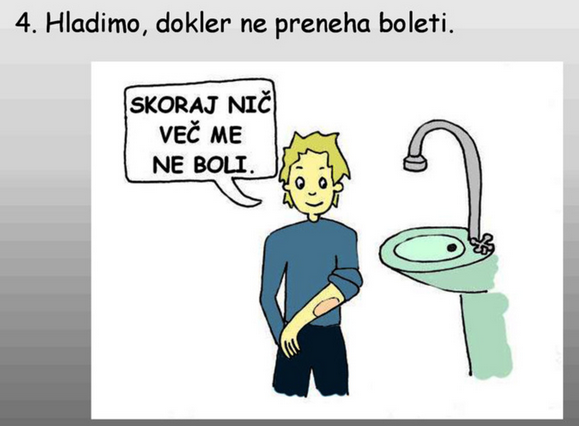 4. Hladimo, dokler ne preneha boleti.
SKORAJ NIČ
VEČ ME
NE BOLI.